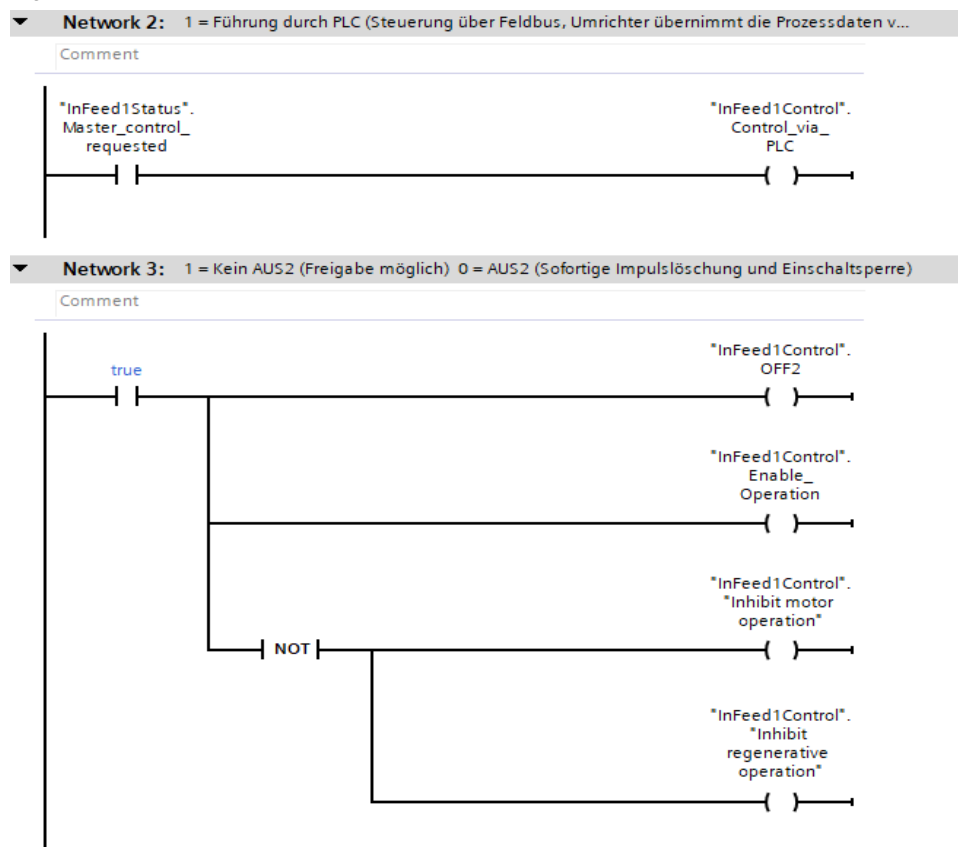 Network 2: 1 = Führung durch PLC (Steuerung über Feldbus, Umrichter übernimmt die Prozessdaten v...
Comment
"InFeed1Status".
Master_control_
requested
"InFeed1Control".
Control_via_
PLC
Network 3: 1 = Kein AUS2 (Freigabe möglich) 0 = AUS2 (Sofortige Impulslöschung und Einschaltsperre)
Comment
true
"InFeed1Control".
OFF2
"InFeed1Control".
Enable_
Operation
NOT
"InFeed1Control".
"Inhibit motor
operation"
"InFeed1Control".
"Inhibit
regenerative
operation"